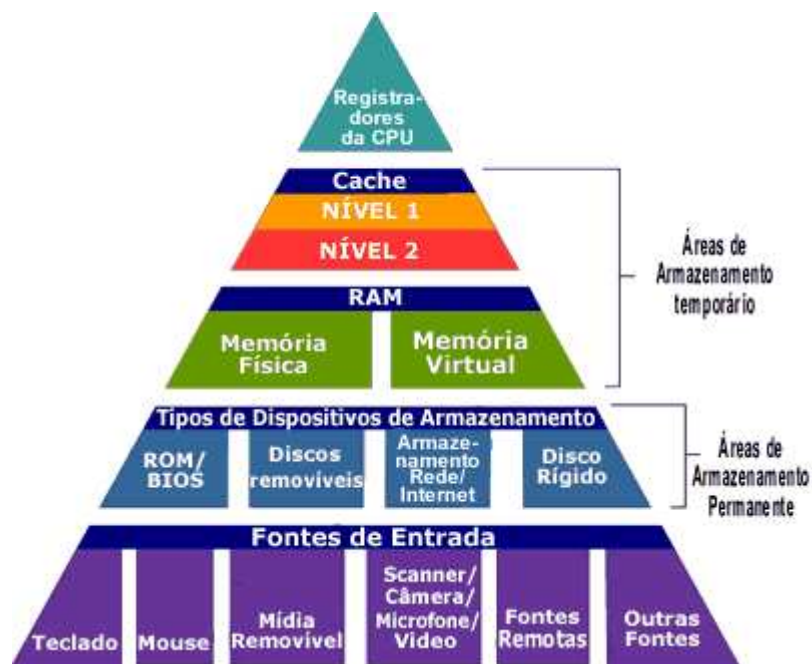 Registra-
dores
da CPU
Cache
NÍVEL 1
NÍVEL 2
Áreas de
Armazenamento
temporário
RAM
Memória
Física
Memória
Virtual
Tipos de Dispositivos de Armazenamento
ROM/
BIOS
Discos
removíveis
Armaze-
namento
Rede/
Internet
Disco
Rígido
Áreas de
Armazenamento
Permanente
Fontes de Entrada
Teclado
Mouse
Mídia
Removível
Scanner/
Câmera/
Microfone/
Video
Fontes
Remotas
Outras
Fontes